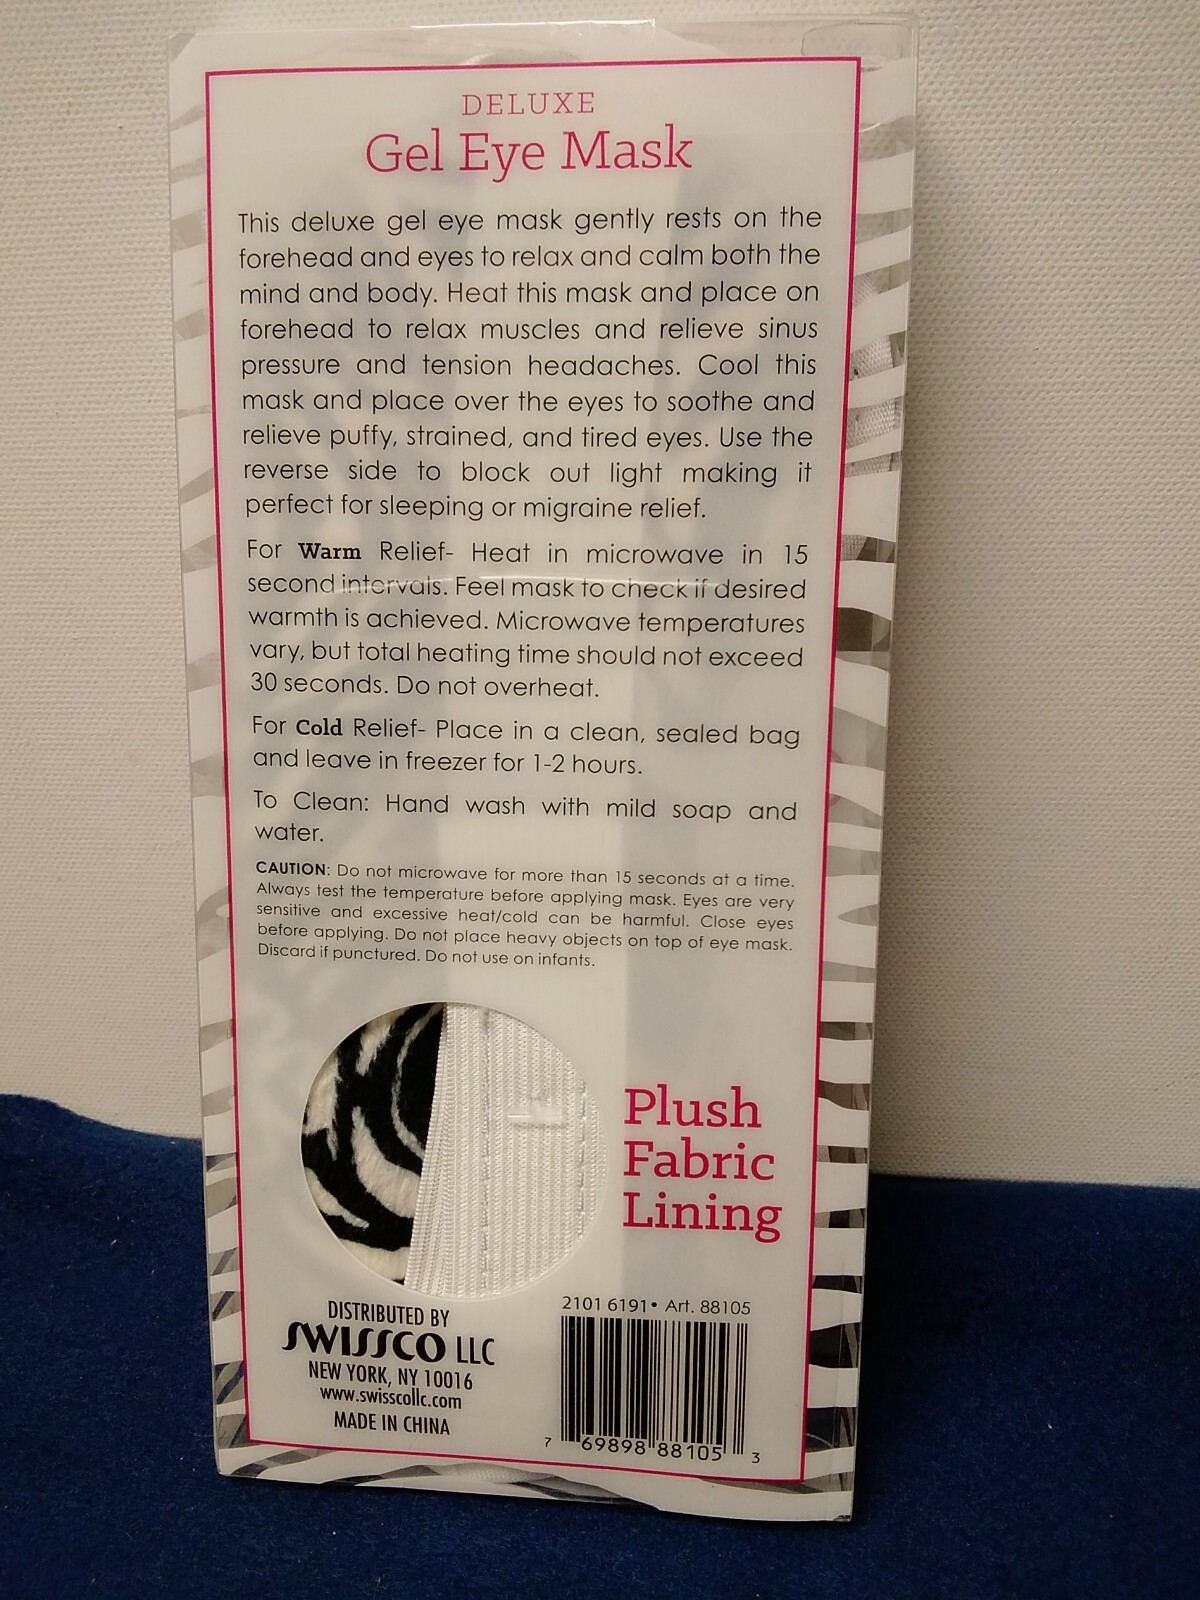 DELUXE
Gel Eye Mask
This deluxe gel eye mask gently rests on the
forehead and eyes to relax and calm both the
mind and body. Heat this mask and place on
forehead to relax muscles and relieve sinus
pressure and tension headaches. Cool this
mask and place over the eyes to soothe and
relieve puffy, strained, and tired eyes. Use the
reverse side to block out light making it
perfect for sleeping or migraine relief.
For Warm Relief- Heat in microwave in 15
second intervals. Feel mask to check if desired
warmth is achieved. Microwave temperatures
vary, but total heating time should not exceed
30 seconds. Do not overheat.
For Cold Relief- Place in a clean, sealed bag
and leave in freezer for 1-2 hours.
To Clean: Hand wash with mild soap and
water.
CAUTION: Do not microwave for more than 15 seconds at a time.
Always test the temperature before applying mask. Eyes are very
sensitive and excessive heat/cold can be harmful. Close eyes
before applying. Do not place heavy objects on top of eye mask.
Discard if punctured. Do not use on infants.
Plush
Fabric
Lining
DISTRIBUTED BY
SWISSCO LLC
NEW YORK, NY 10016
www.swisscollc.com
MADE IN CHINA
2101 6191• Art. 88105
7 69898 88105 3